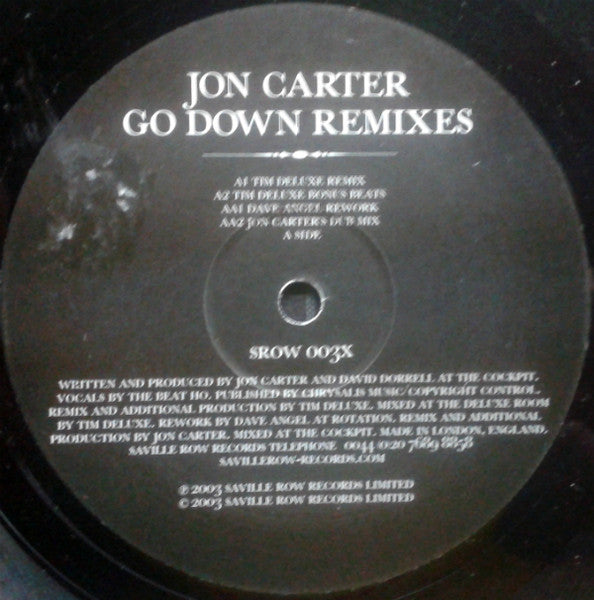 JON CARTER
GO DOWN REMIXES
A1 TIM DELUXE REMIX
A2 TIM DELUXE BONUS BEATS
AA1 DAVE ANGEL REWORK
AA2 JON CARTER'S DUB MIX
A SIDE
SROW 003X
WRITTEN AND PRODUCED BY JON CARTER AND DAVID DORRELL AT THE COCKPIT.
VOCALS BY THE BEAT HO. PUBLISHED BY CHRYSALIS MUSIC/COPYRIGHT CONTROL.
REMIX AND ADDITIONAL PRODUCTION BY TIM DELUXE. MIXED AT THE DELUXE ROOM
BY TIM DELUXE. REWORK BY DAVE ANGEL AT ROTATION. REMIX AND ADDITIONAL
PRODUCTION BY JON CARTER. MIXED AT THE COCKPIT. MADE IN LONDON, ENGLAND.
SAVILLE ROW RECORDS TELEPHONE 0044 (0)20 7689 8858
SAVILLEROW-RECORDS.COM
℗ 2003 SAVILLE ROW RECORDS LIMITED
© 2003 SAVILLE ROW RECORDS LIMITED